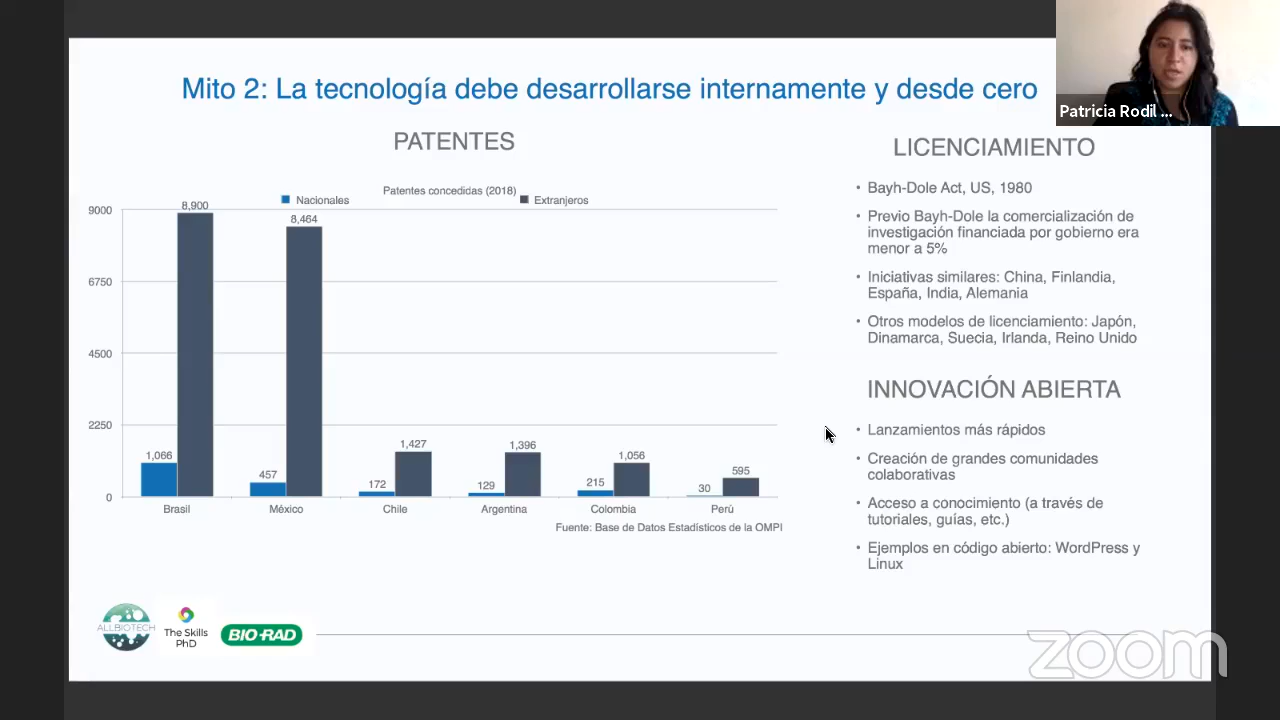 Mito 2: La tecnología debe desarrollarse internamente y desde cero
Patricia Rodil ...
PATENTES
Patentes concedidas (2018)
Nacionales
Extranjeros
9000
6750
4500
2250
0
1,066
8,900
457
8,464
172
1,427
129
1,396
215
1,056
30
595
Brasil
México
Chile
Argentina
Colombia
Perú
Fuente: Base de Datos Estadísticos de la OMPI
LICENCIAMIENTO
• Bayh-Dole Act, US, 1980
• Previo Bayh-Dole la comercialización de
investigación financiada por gobierno era
menor a 5%
• Iniciativas similares: China, Finlandia,
España, India, Alemania
• Otros modelos de licenciamiento: Japón,
Dinamarca, Suecia, Irlanda, Reino Unido
INNOVACIÓN ABIERTA
• Lanzamientos más rápidos
• Creación de grandes comunidades
colaborativas
• Acceso a conocimiento (a través de
tutoriales, guías, etc.)
• Ejemplos en código abierto: WordPress y
Linux
ALLBIOTECH
The Skills
PhD
BIO-RAD
zoom